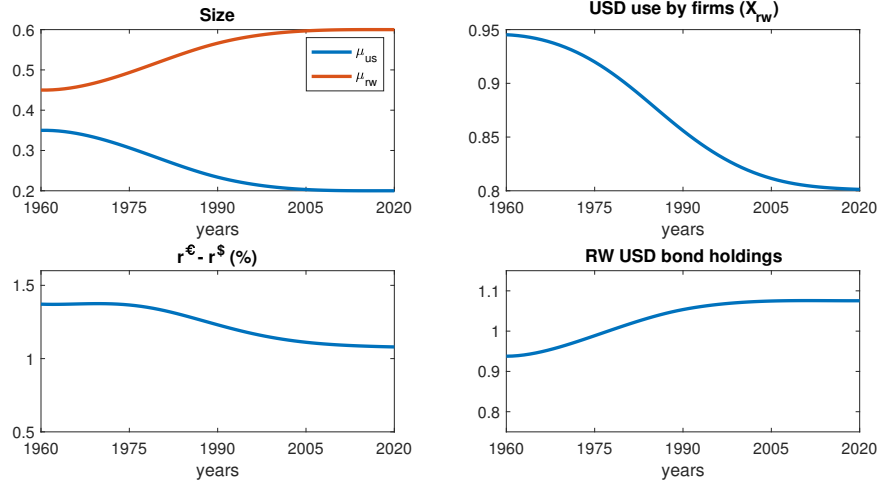 Size
0.6
0.5
0.4
0.3
0.2
μus
μrw
1960 1975 1990 2005 2020
years
USD use by firms (Xrw)
0.95
0.9
0.85
0.8
1960 1975 1990 2005 2020
years
r€ - r$ (%)
1.5
1
0.5
1960 1975 1990 2005 2020
years
RW USD bond holdings
1.1
1
0.9
0.8
1960 1975 1990 2005 2020
years